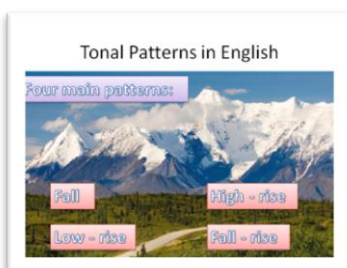 Tonal Patterns in English
Four main patterns:
Fall
High - rise
Low - rise
Fall - rise